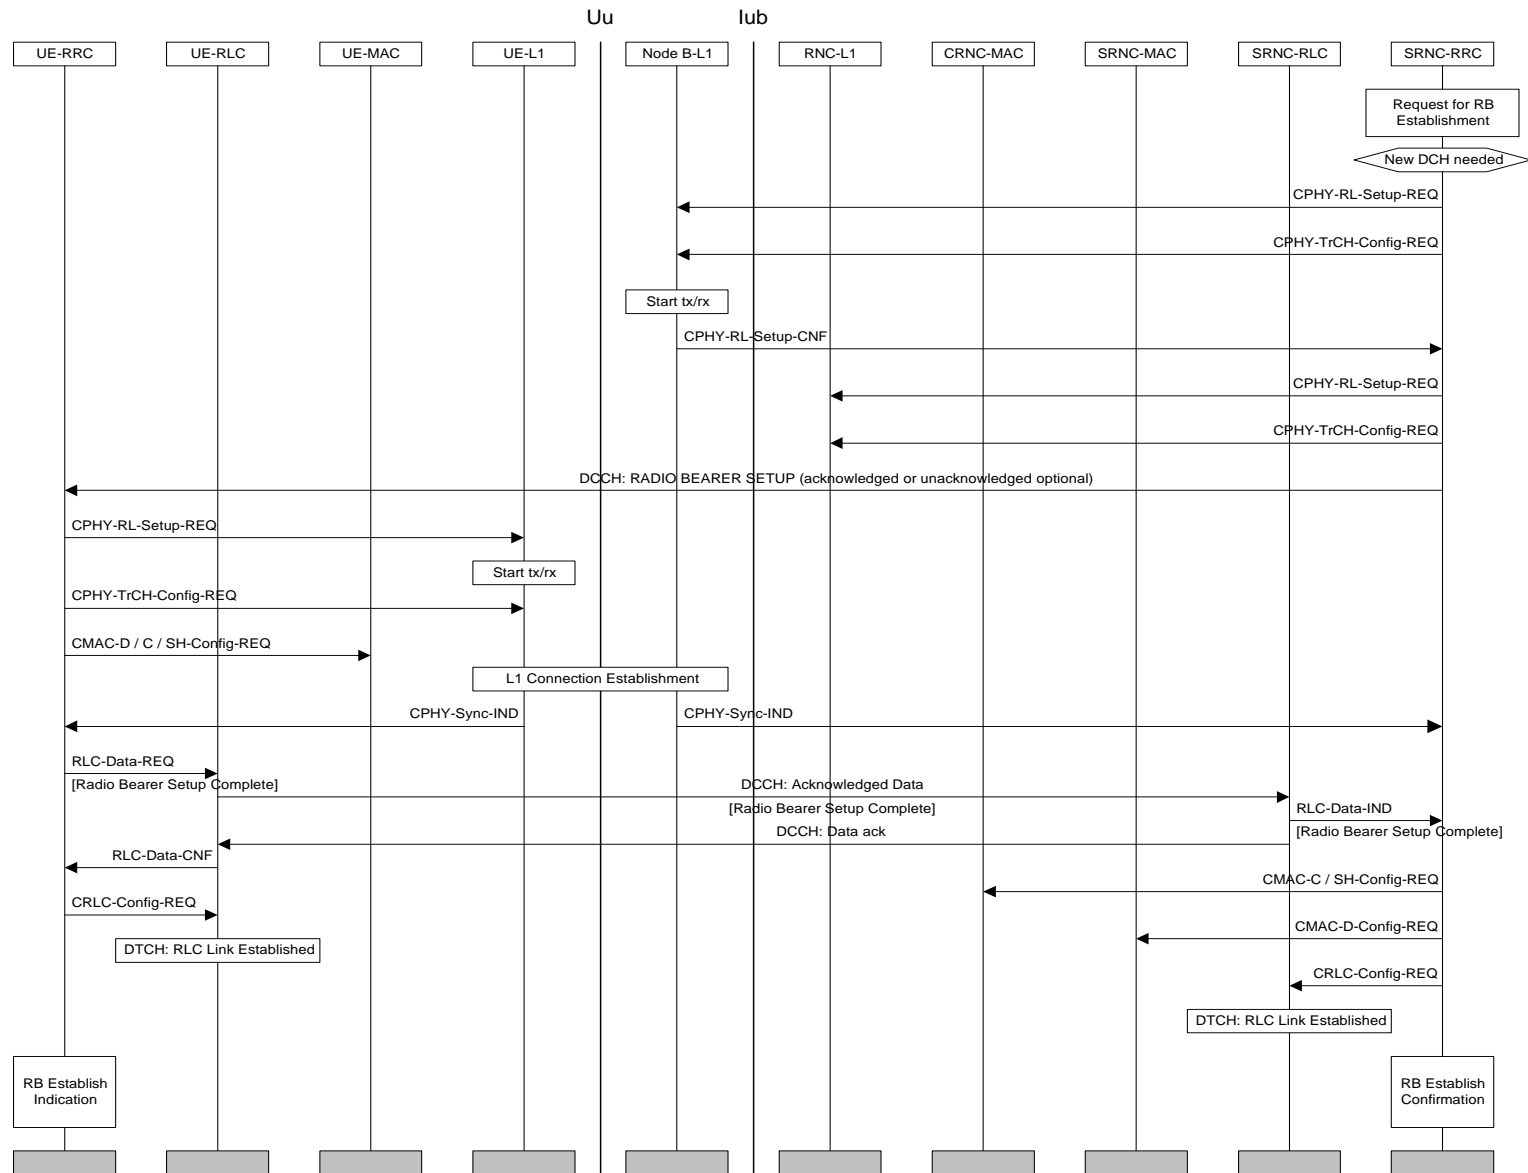 Uu
Iub
UE-RRC
UE-RLC
UE-MAC
UE-L1
Node B-L1
RNC-L1
CRNC-MAC
SRNC-MAC
SRNC-RLC
SRNC-RRC
Request for RB
Establishment
New DCH needed
CPHY-RL-Setup-REQ
CPHY-TrCH-Config-REQ
Start tx/rx
CPHY-RL-Setup-CNF
CPHY-RL-Setup-REQ
CPHY-TrCH-Config-REQ
DCCH: RADIO BEARER SETUP (acknowledged or unacknowledged optional)
CPHY-RL-Setup-REQ
Start tx/rx
CPHY-TrCH-Config-REQ
CMAC-D / C / SH-Config-REQ
L1 Connection Establishment
CPHY-Sync-IND
CPHY-Sync-IND
RLC-Data-REQ
[Radio Bearer Setup Complete]
DCCH: Acknowledged Data
[Radio Bearer Setup Complete]
RLC-Data-IND
[Radio Bearer Setup Complete]
DCCH: Data ack
RLC-Data-CNF
CMAC-C / SH-Config-REQ
CRLC-Config-REQ
CMAC-D-Config-REQ
DTCH: RLC Link Established
CRLC-Config-REQ
DTCH: RLC Link Established
RB Establish
Indication
RB Establish
Confirmation